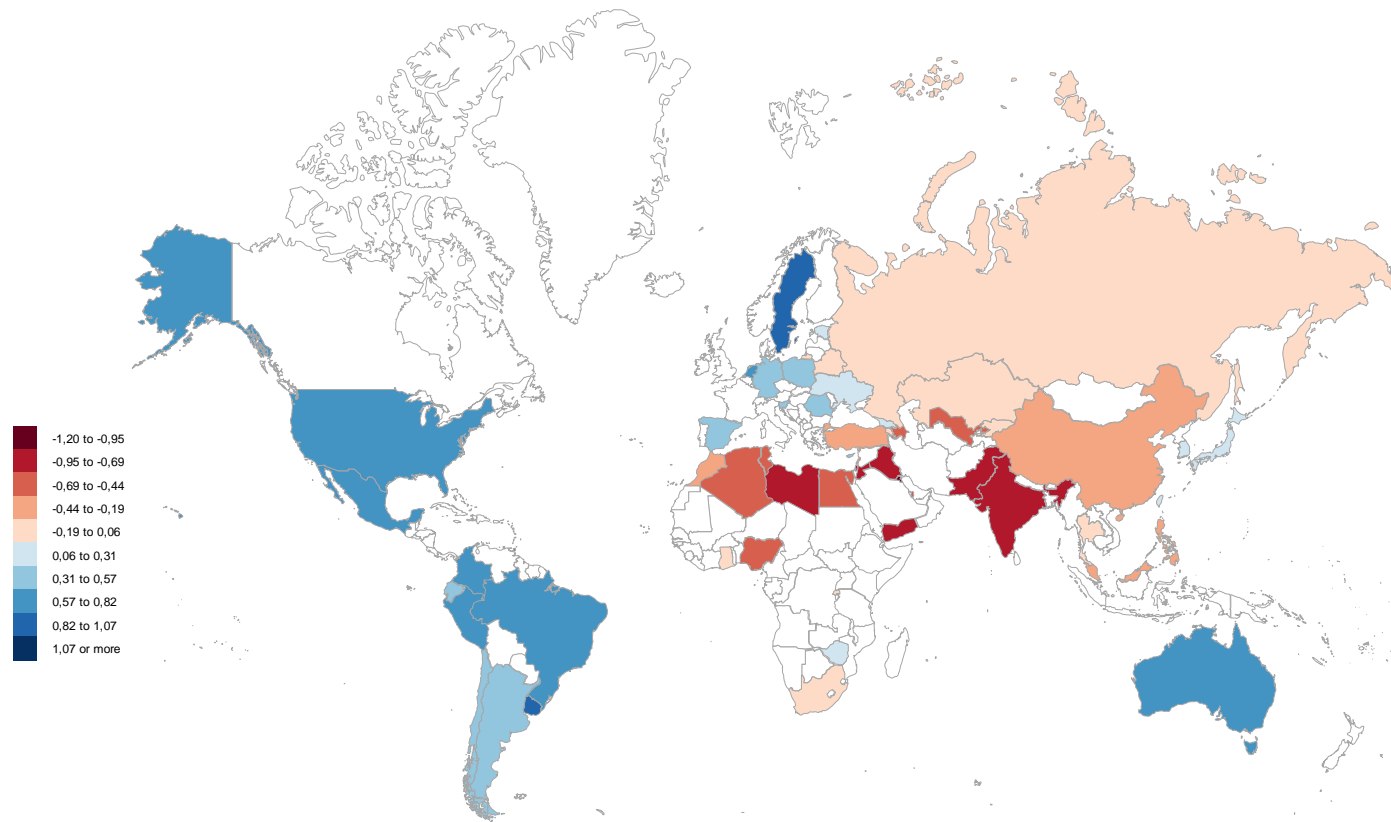 -1,20 to -0,95
-0,95 to -0,69
-0,69 to -0,44
-0,44 to -0,19
-0,19 to 0,06
0,06 to 0,31
0,31 to 0,57
0,57 to 0,82
0,82 to 1,07
1,07 or more